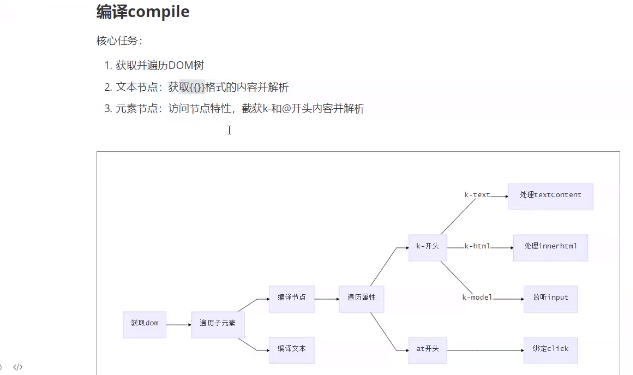 编译compile
核心任务：
1. 获取并遍历DOM树
2. 文本节点：获取{{}}格式的内容并解析
3. 元素节点：访问节点特性，截获k-和@开头内容并解析
k-text
处理textContent
k-开头
k-html
处理innerhtml
编译节点
遍历属性
k-model
监听input
获取dom
遍历子元素
编译文本
at开头
绑定click